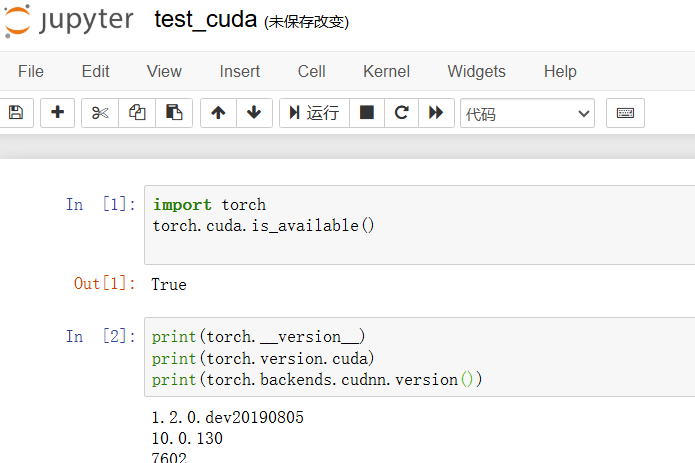 jupyter test_cuda (未保存改变)
File Edit View Insert Cell Kernel Widgets Help
运行 代码
In [1]: import torch
torch.cuda.is_available()
Out[1]: True
In [2]: print(torch.__version__)
print(torch.version.cuda)
print(torch.backends.cudnn.version())
1.2.0.dev20190805
10.0.130
7602